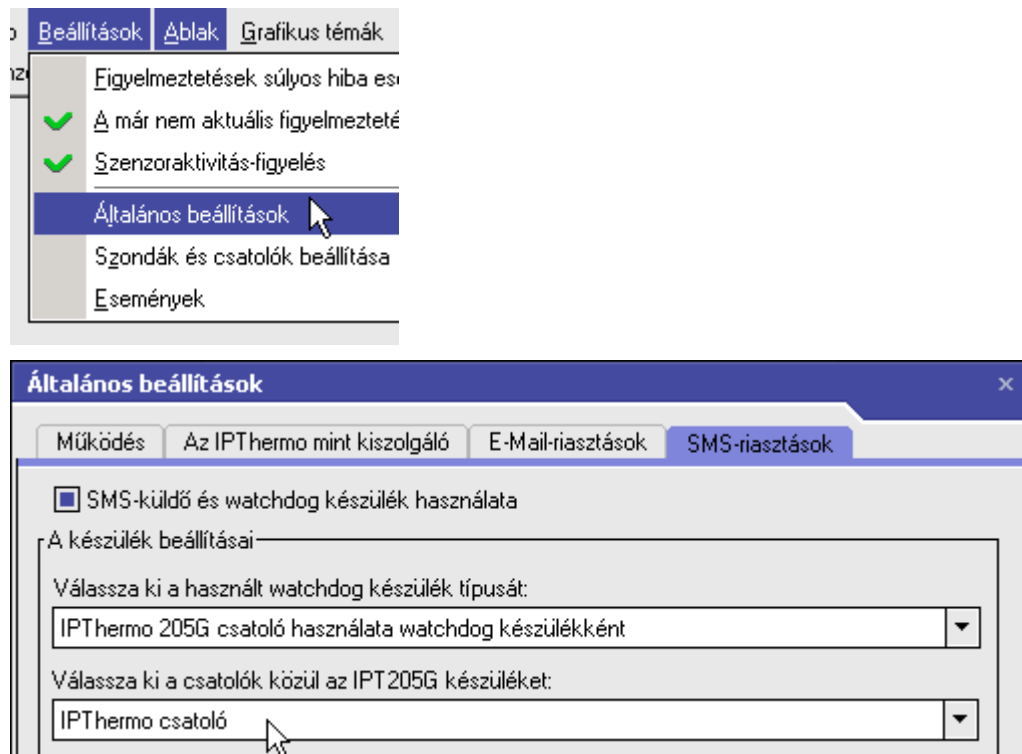 Beállítások Ablak Grafikus témák
Figyelmeztetések súlyos hiba
A már nem aktuális
Szenzoraktivitás-figyelés
Általános beállítások
Szondák és csatolók beállítása
Események
Általános beállítások
Működés Az IPThermo mint kiszolgáló E-Mail-riasztások SMS-riasztások
SMS-küldő és watchdog készülék használata
A készülék beállításai
Válassza ki a használt watchdog készülék típusát:
IPThermo 205G csatoló használata watchdog készülékként
Válassza ki a csatolók közül az IPT205G készüléket:
IPThermo csatoló